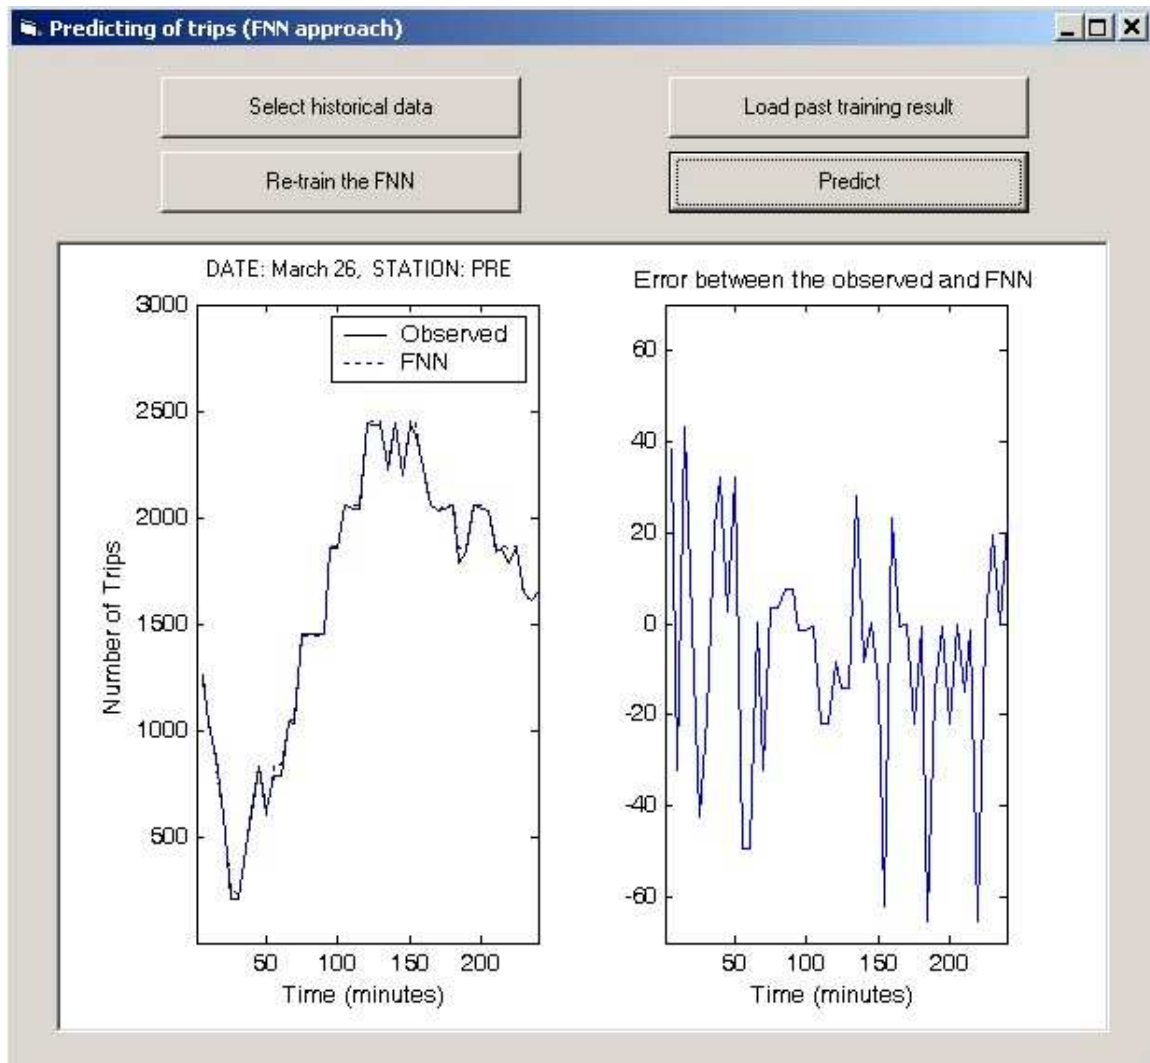 Predicting of trips (FNN approach)
Select historical data
Load past training result
Re-train the FNN
Predict
DATE: March 26, STATION: PRE
3000
2500
2000
1500
1000
500
Number of Trips
Observed
FNN
50 100 150 200
Time (minutes)
Error between the observed and FNN
60
40
20
0
-20
-40
-60
50 100 150 200
Time (minutes)